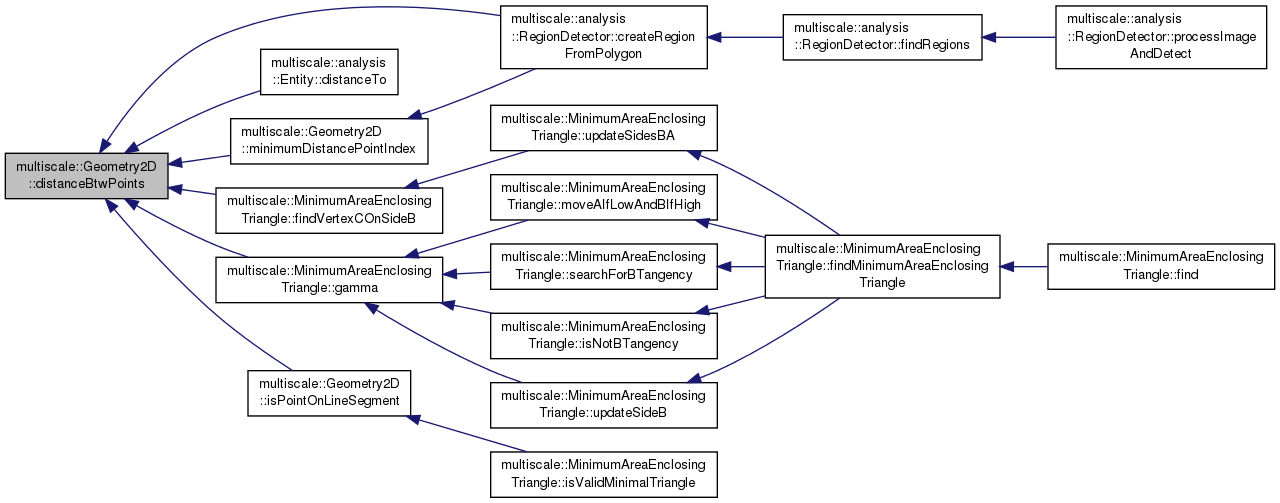 multiscale::Geometry2D
::distanceBtwPoints
multiscale::analysis
::RegionDetector::createRegion
FromPolygon
multiscale::analysis
::RegionDetector::findRegions
multiscale::analysis
::RegionDetector::processImage
AndDetect
multiscale::analysis
::Entity::distanceTo
multiscale::Geometry2D
::minimumDistancePointIndex
multiscale::MinimumAreaEnclosing
Triangle::findVertexCOnSideB
multiscale::MinimumAreaEnclosing
Triangle::updateSidesBA
multiscale::MinimumAreaEnclosing
Triangle::gamma
multiscale::MinimumAreaEnclosing
Triangle::moveAIfLowAndBIfHigh
multiscale::MinimumAreaEnclosing
Triangle::searchForBTangency
multiscale::MinimumAreaEnclosing
Triangle::isNotBTangency
multiscale::MinimumAreaEnclosing
Triangle::updateSideB
multiscale::MinimumAreaEnclosing
Triangle::findMinimumAreaEnclosing
Triangle
multiscale::MinimumAreaEnclosing
Triangle::find
multiscale::Geometry2D
::isPointOnLineSegment
multiscale::MinimumAreaEnclosing
Triangle::isValidMinimalTriangle